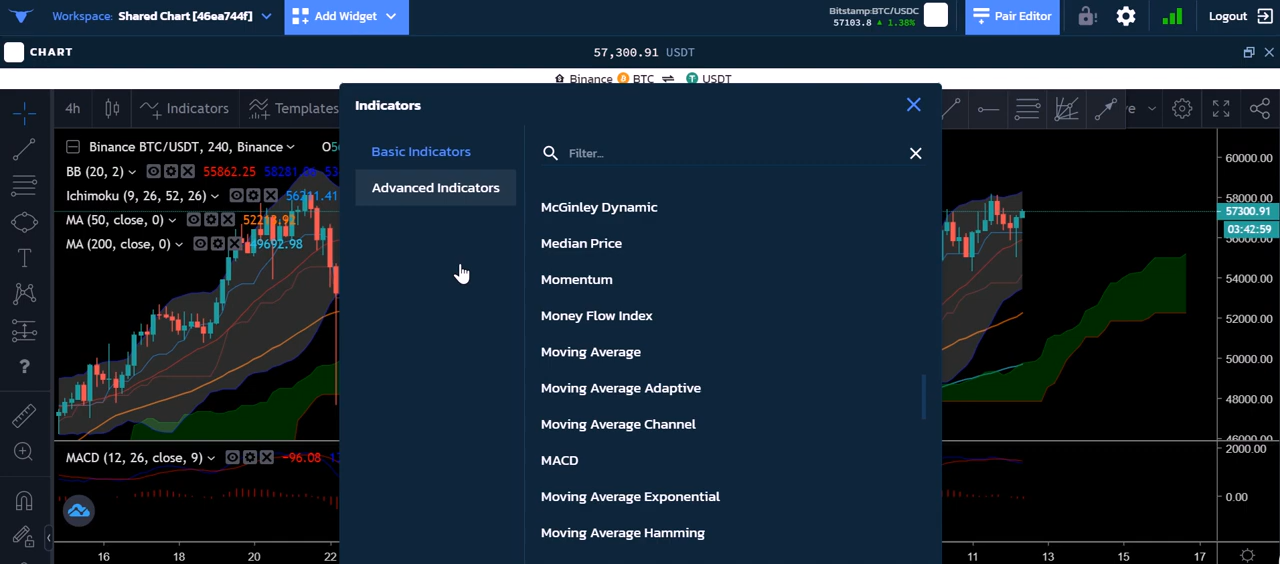 Workspace: Shared Chart [46ea744f]
Add Widget
Bitstamp:BTC/USDC
57103.8 ▲ 1.38%
Pair Editor
Logout
CHART
57,300.91 USDT
Binance BTC ⇌ USDT
4h
Indicators
Templates
Indicators
Basic Indicators
Advanced Indicators
Filter...
McGinley Dynamic
Median Price
Momentum
Money Flow Index
Moving Average
Moving Average Adaptive
Moving Average Channel
MACD
Moving Average Exponential
Moving Average Hamming
Binance BTC/USDT, 240, Binance
BB (20, 2) 55862.25
Ichimoku (9, 26, 52, 26)
MA (50, close, 0)
MA (200, close, 0) 49692.98
MACD (12, 26, close, 9) −96.08
60000.00
58000.00
57300.91
03:42:59
56000.00
54000.00
52000.00
50000.00
48000.00
46000.00
2000.00
0.00
16 18 20 22 11 13 15 17